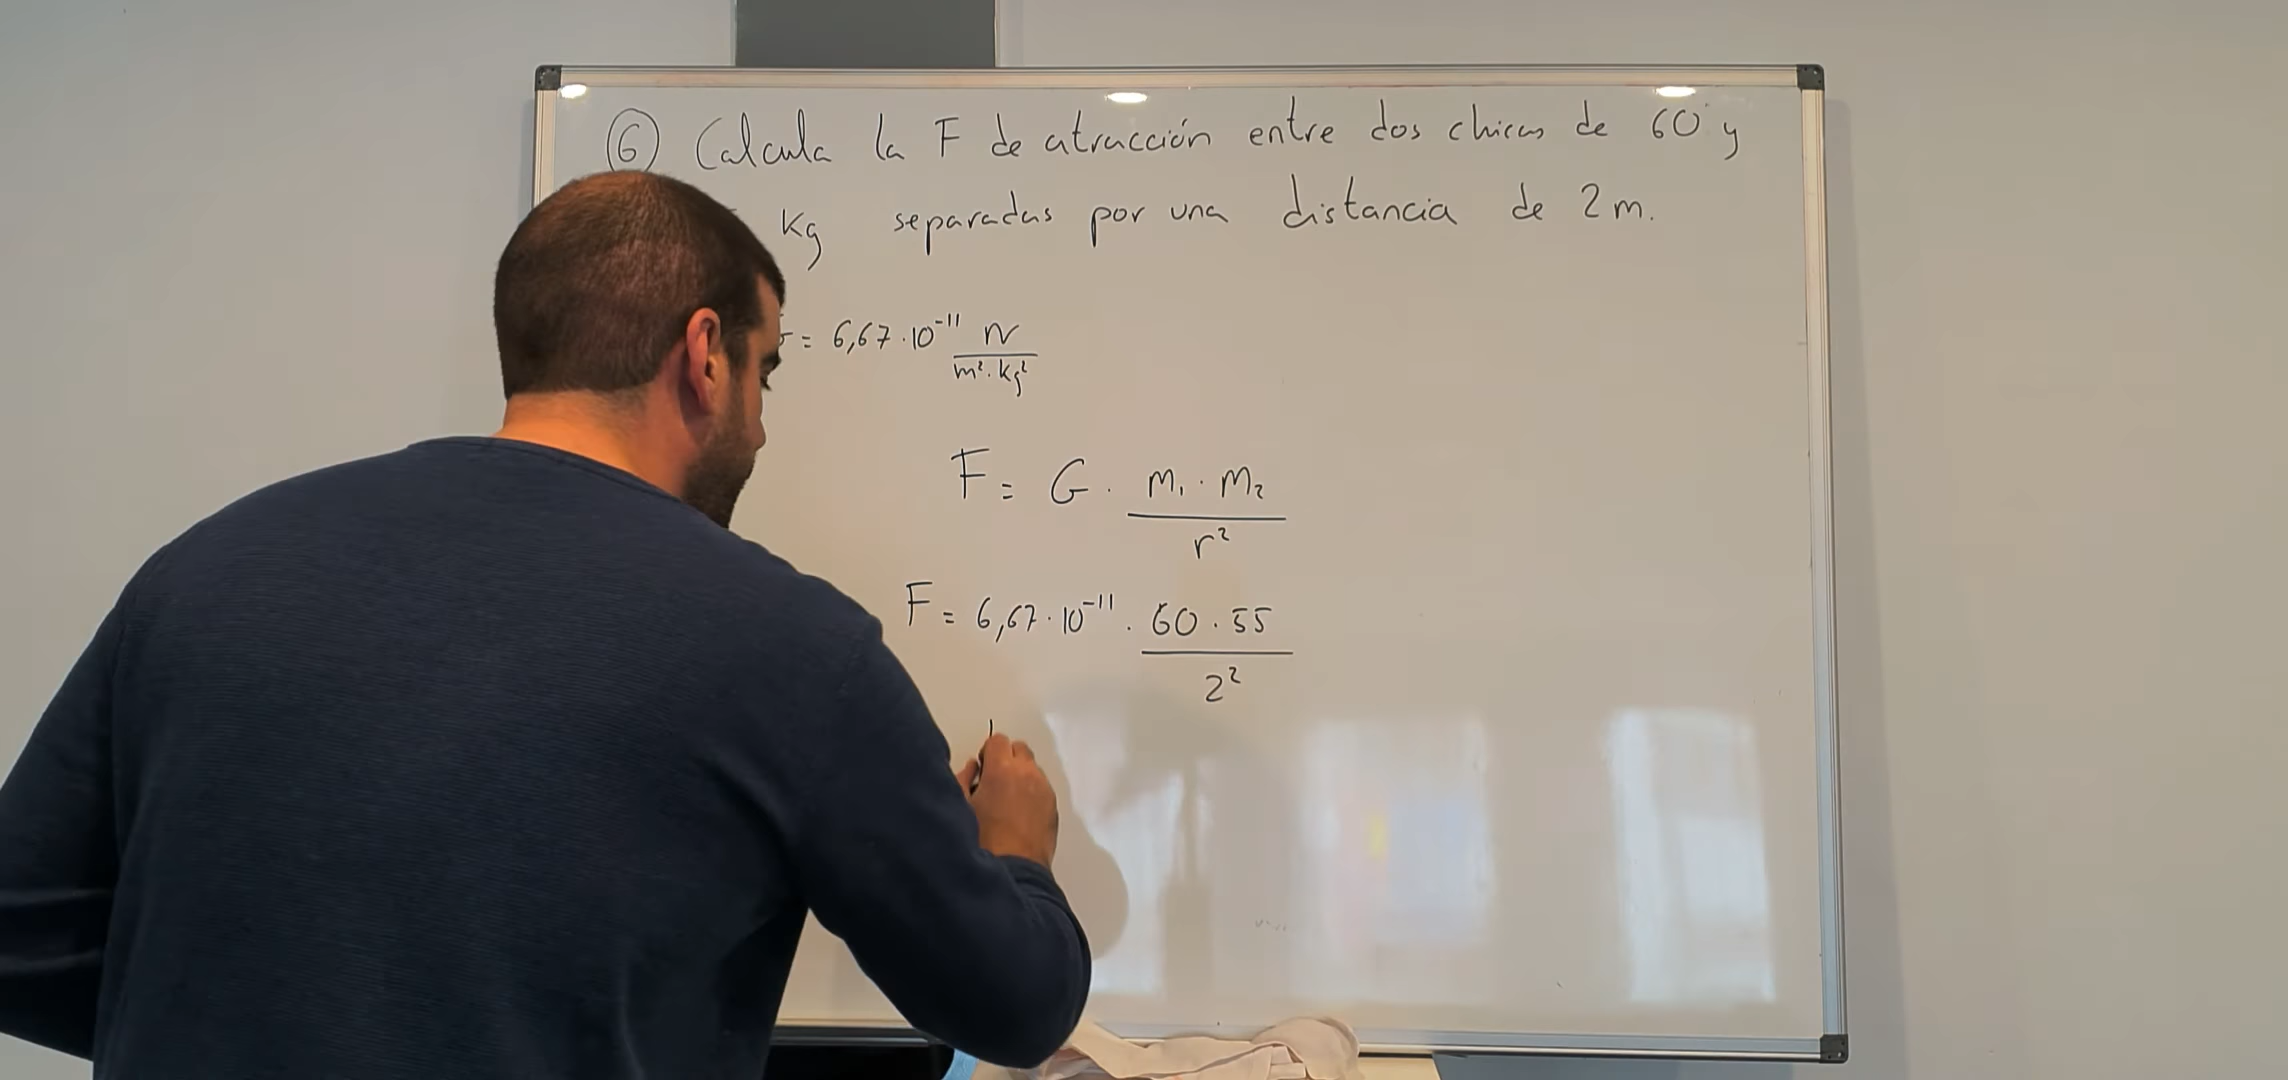 6 Calcula la F de atracción entre dos chicas de 60 y
kg separadas por una distancia de 2 m.
= 6,67·10⁻¹¹ N/m²·kg²
F = G · m₁·m₂/r²
F = 6,67·10⁻¹¹ · 60·55/2²